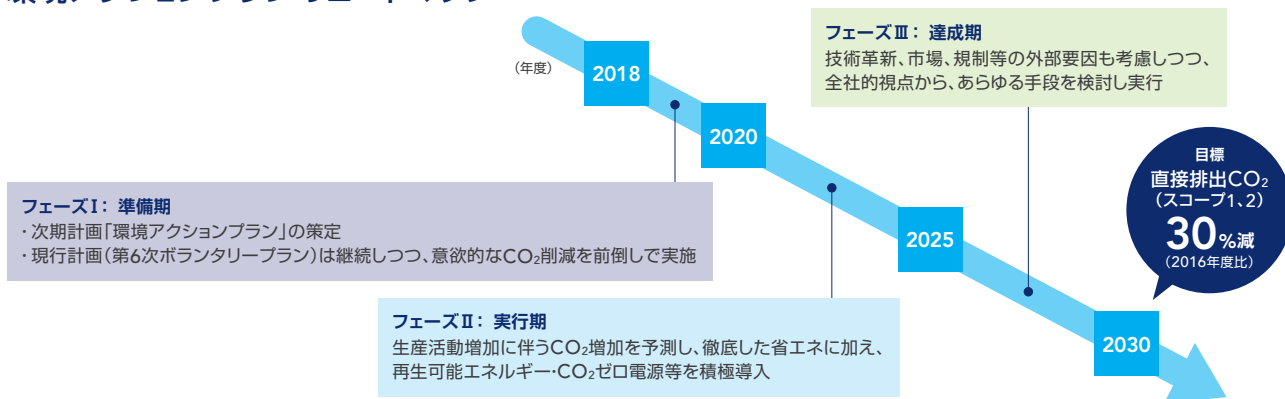 (年度)
2018
2020
2025
2030
フェーズⅠ： 準備期
・次期計画「環境アクションプラン」の策定
・現行計画(第6次ボランタリープラン)は継続しつつ、意欲的なCO₂削減を前倒しで実施
フェーズⅡ： 実行期
生産活動増加に伴うCO₂増加を予測し、徹底した省エネに加え、
再生可能エネルギー・CO₂ゼロ電源等を積極導入
フェーズⅢ： 達成期
技術革新、市場、規制等の外部要因も考慮しつつ、
全社的視点から、あらゆる手段を検討し実行
目標
直接排出CO₂
(スコープ1、2)
30%減
(2016年度比)